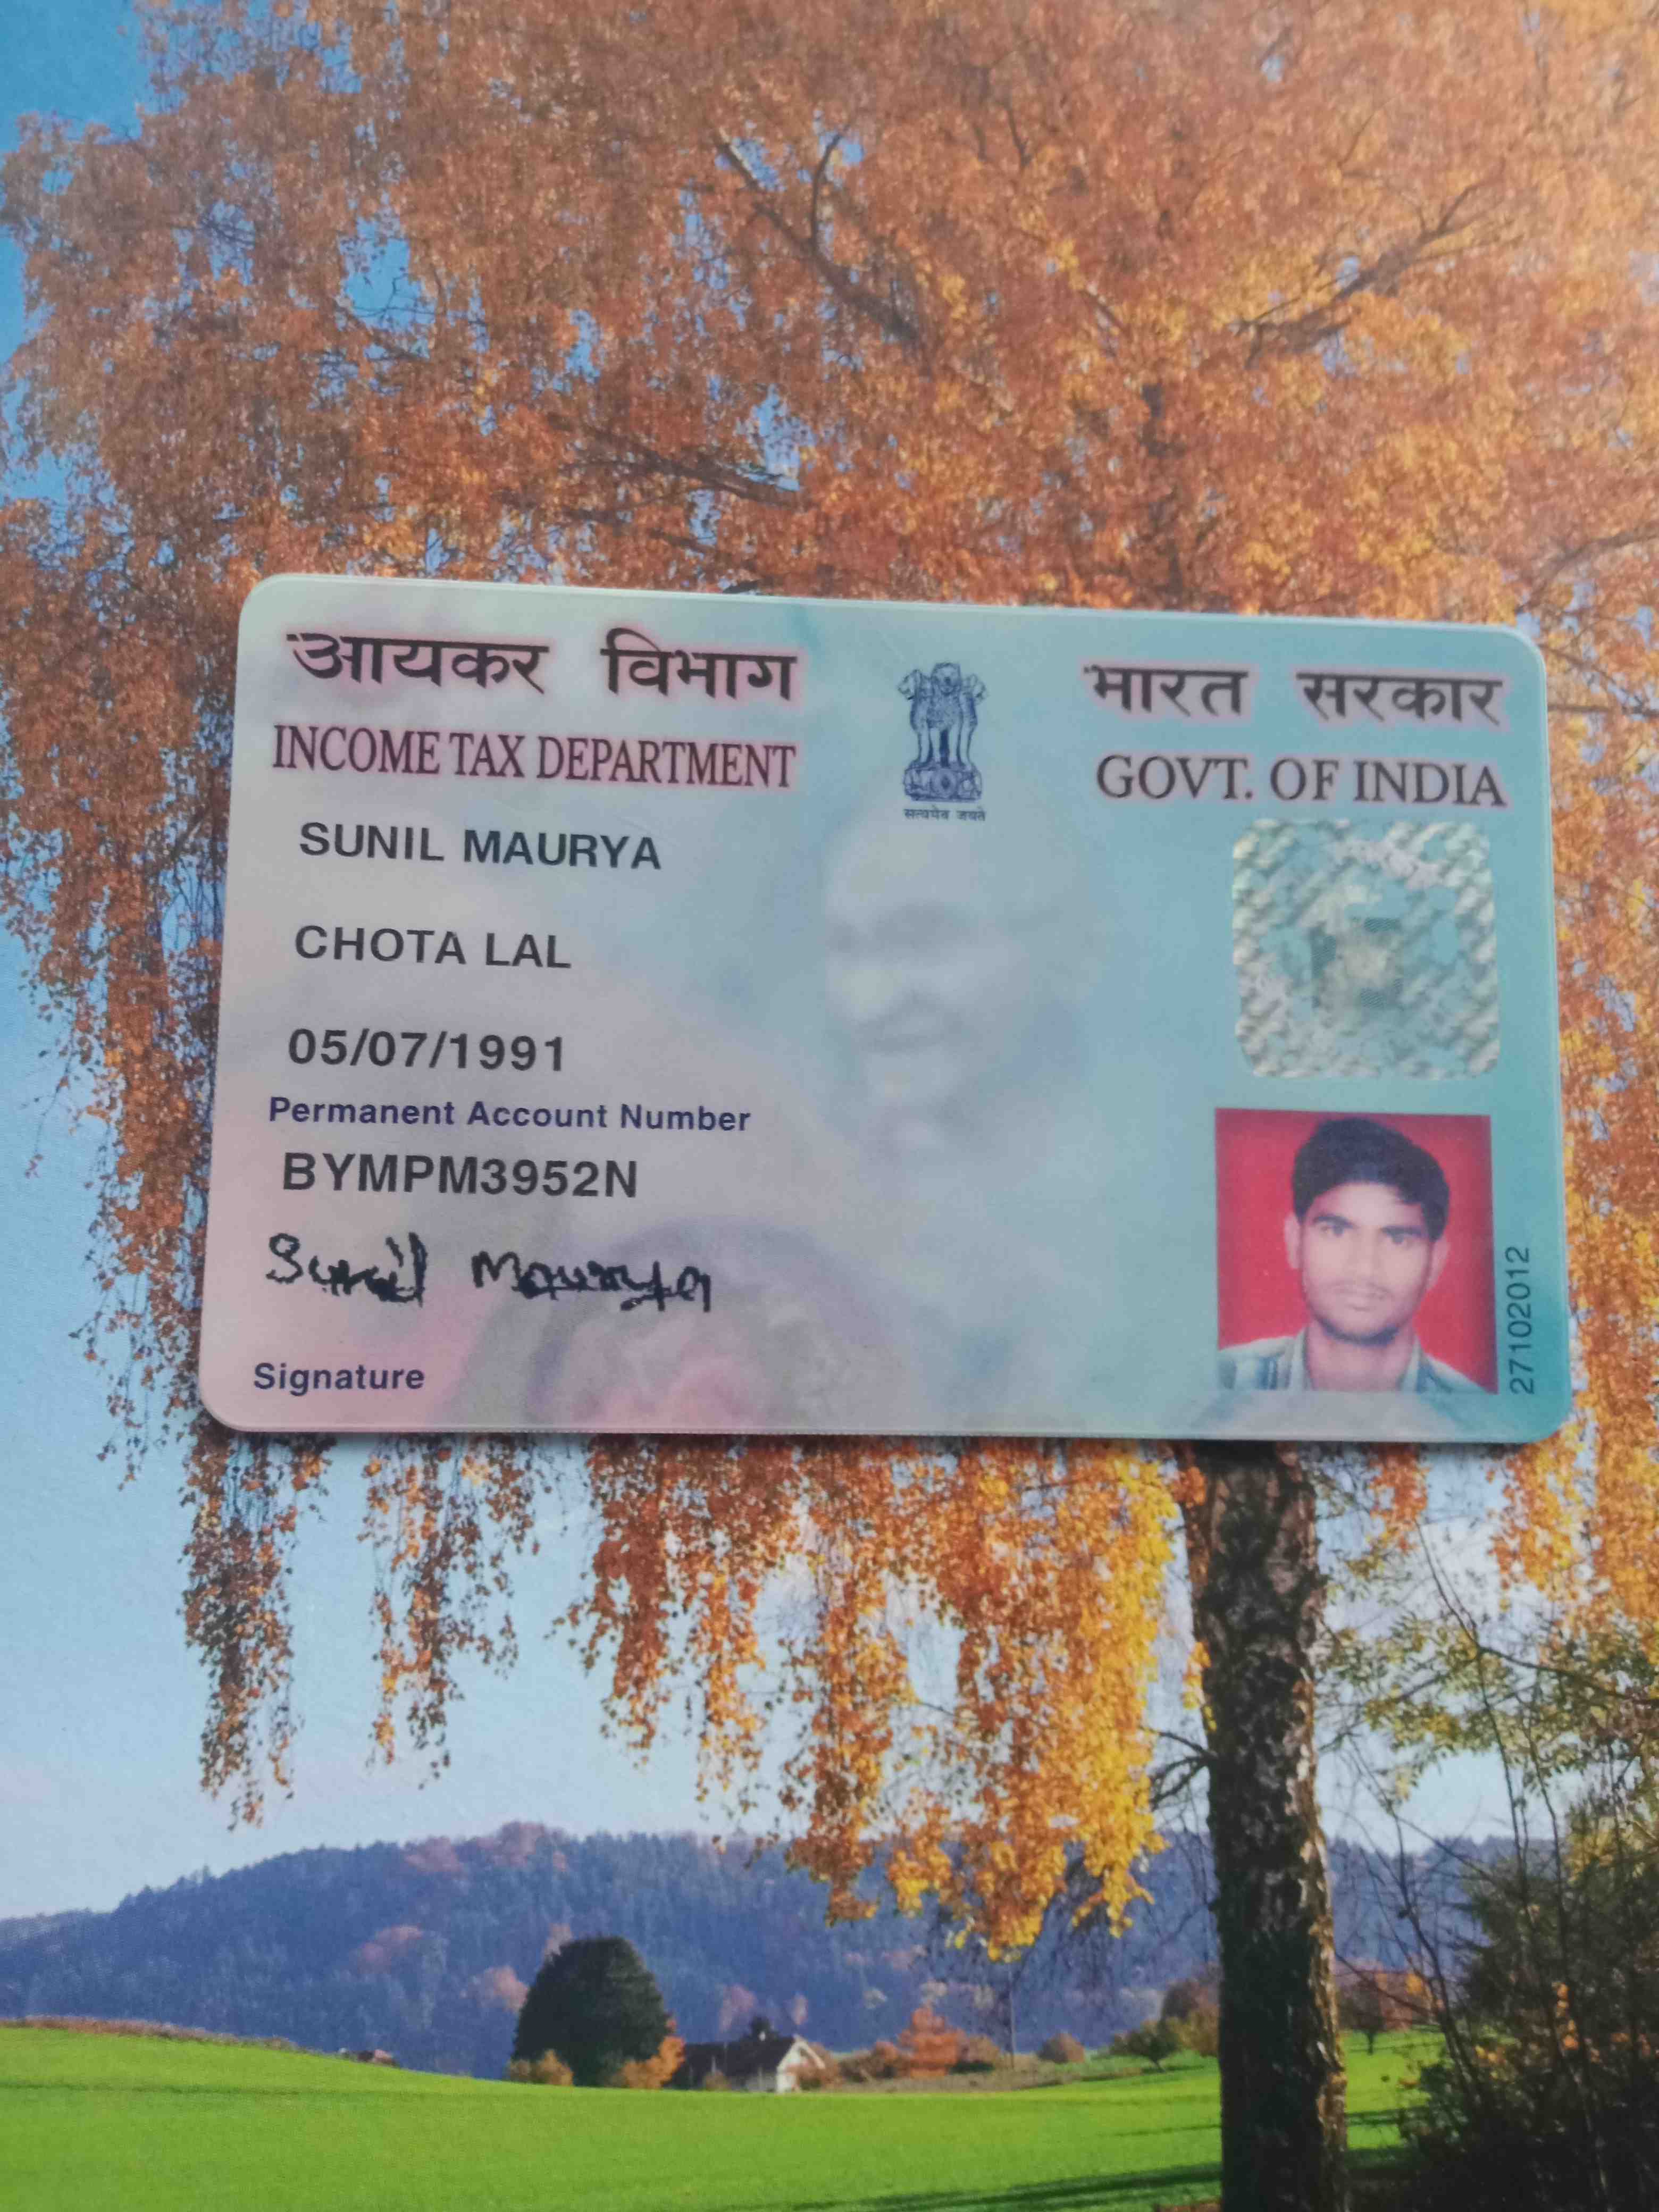 आयकर विभाग
INCOME TAX DEPARTMENT
सत्यमेव जयते
भारत सरकार
GOVT. OF INDIA
SUNIL MAURYA
CHOTA LAL
05/07/1991
Permanent Account Number
BYMPM3952N
Sunil Maurya
Signature
27102012